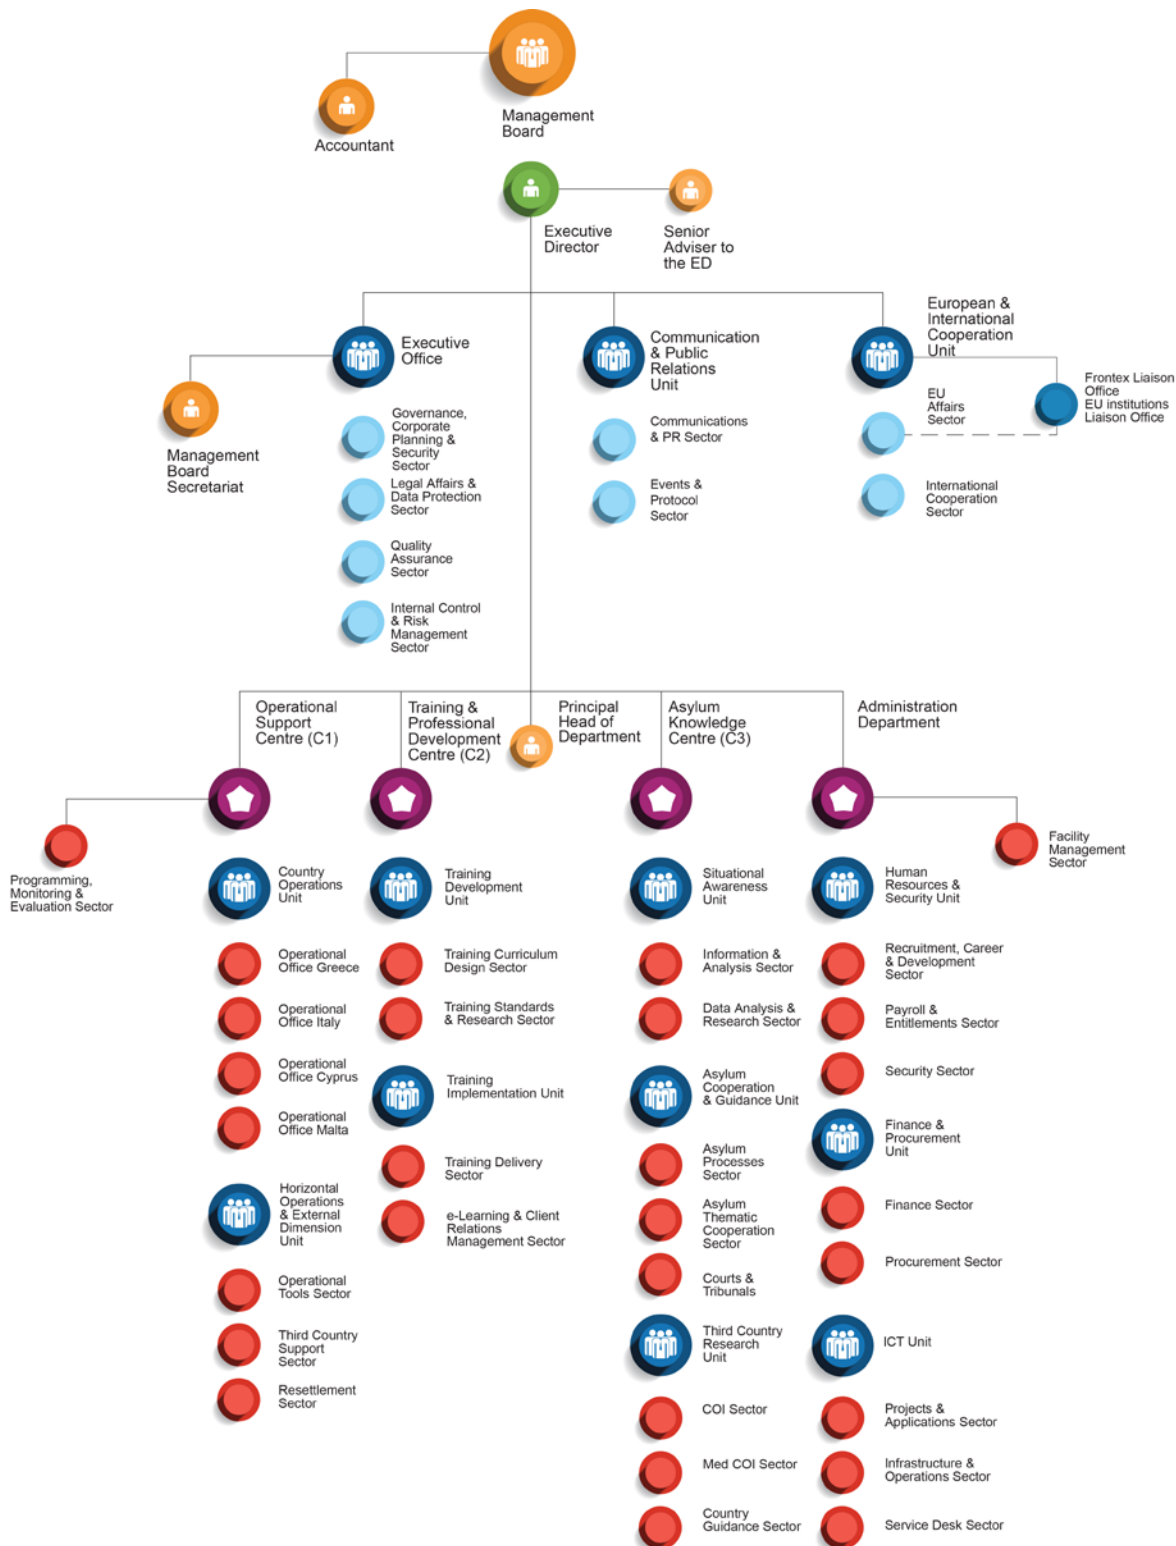 Management
Board
Accountant
Executive
Director
Senior
Adviser to
the ED
Executive
Office
Communication
& Public
Relations
Unit
European &
International
Cooperation
Unit
Management
Board
Secretariat
Governance,
Corporate
Planning &
Security
Sector
Legal Affairs &
Data Protection
Sector
Quality
Assurance
Sector
Internal Control
& Risk
Management
Sector
Communications
& PR Sector
Events &
Protocol
Sector
EU
Affairs
Sector
International
Cooperation
Sector
Frontex Liaison
Office
EU institutions
Liaison Office
Operational
Support
Centre (C1)
Training &
Professional
Development
Centre (C2)
Principal
Head of
Department
Asylum
Knowledge
Centre (C3)
Administration
Department
Programming,
Monitoring &
Evaluation Sector
Facility
Management
Sector
Country
Operations
Unit
Operational
Office Greece
Operational
Office Italy
Operational
Office Cyprus
Operational
Office Malta
Horizontal
Operations
& External
Dimension
Unit
Operational
Tools Sector
Third Country
Support
Sector
Resettlement
Sector
Training
Development
Unit
Training Curriculum
Design Sector
Training Standards
& Research Sector
Training
Implementation Unit
Training Delivery
Sector
e-Learning & Client
Relations
Management Sector
Situational
Awareness
Unit
Information &
Analysis Sector
Data Analysis &
Research Sector
Asylum
Cooperation
& Guidance Unit
Asylum
Processes
Sector
Asylum
Thematic
Cooperation
Sector
Courts &
Tribunals
Third Country
Research
Unit
COI Sector
Med COI Sector
Country
Guidance Sector
Human
Resources &
Security Unit
Recruitment, Career
& Development
Sector
Payroll &
Entitlements Sector
Security Sector
Finance &
Procurement
Unit
Finance Sector
Procurement Sector
ICT Unit
Projects &
Applications Sector
Infrastructure &
Operations Sector
Service Desk Sector